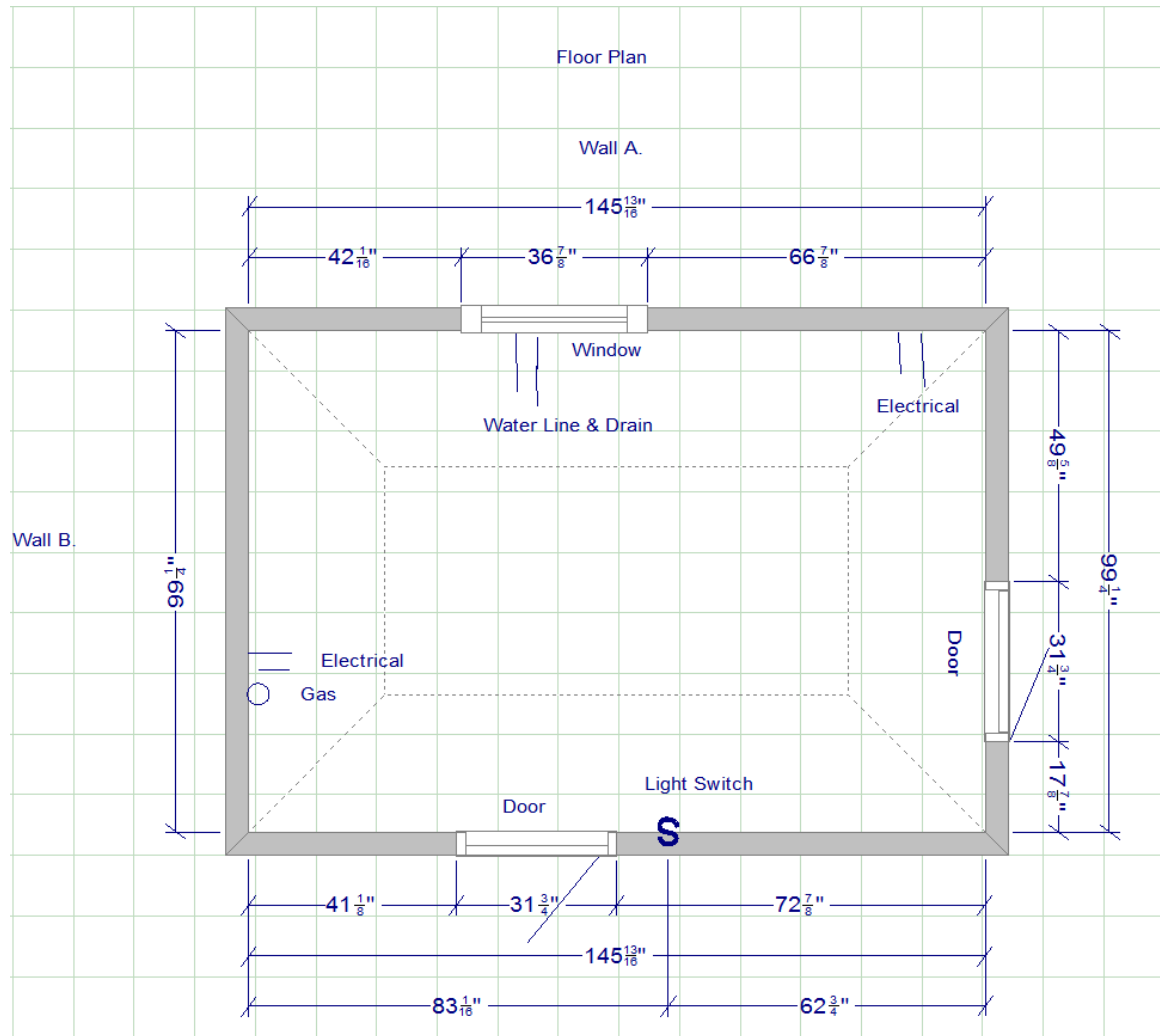 Floor Plan
Wall A.
145 13/16"
42 1/16" 36 7/8" 66 7/8"
Window
Water Line & Drain
Electrical
49 5/8"
Wall B.
99 1/4"
99 1/4"
31 3/4"
Door
Electrical
Gas
17 7/8"
Light Switch
Door
S
41 1/8" 31 3/4" 72 7/8"
145 13/16"
83 1/16" 62 3/4"